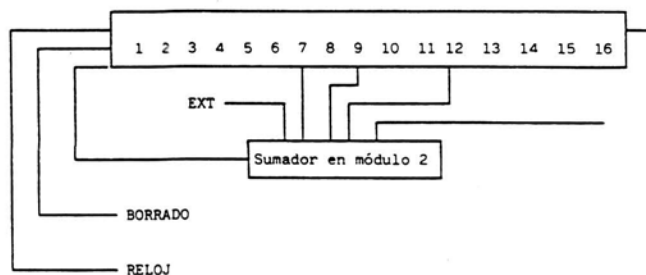 1 2 3 4 5 6 7 8 9 10 11 12 13 14 15 16
EXT
Sumador en módulo 2
BORRADO
RELOJ